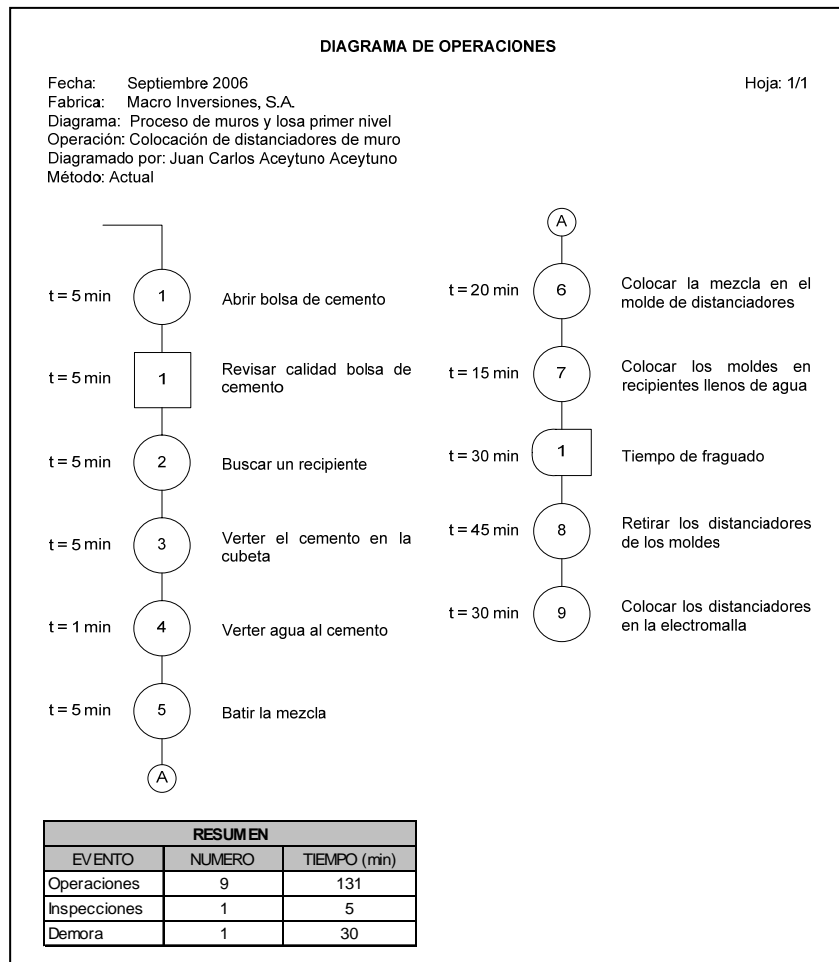 DIAGRAMA DE OPERACIONES
Fecha: Septiembre 2006
Hoja: 1/1
Fabrica: Macro Inversiones, S.A.
Diagrama: Proceso de muros y losa primer nivel
Operación: Colocación de distanciadores de muro
Diagramado por: Juan Carlos Aceytuno Aceytuno
Método: Actual
t = 5 min 1 Abrir bolsa de cemento
t = 5 min 1 Revisar calidad bolsa de
cemento
t = 5 min 2 Buscar un recipiente
t = 5 min 3 Verter el cemento en la
cubeta
t = 1 min 4 Verter agua al cemento
t = 5 min 5 Batir la mezcla
A
A
t = 20 min 6 Colocar la mezcla en el
molde de distanciadores
t = 15 min 7 Colocar los moldes en
recipientes llenos de agua
t = 30 min 1 Tiempo de fraguado
t = 45 min 8 Retirar los distanciadores
de los moldes
t = 30 min 9 Colocar los distanciadores
en la electromalla
RESUMEN
EVENTO NUMERO TIEMPO (min)
Operaciones 9 131
Inspecciones 1 5
Demora 1 30